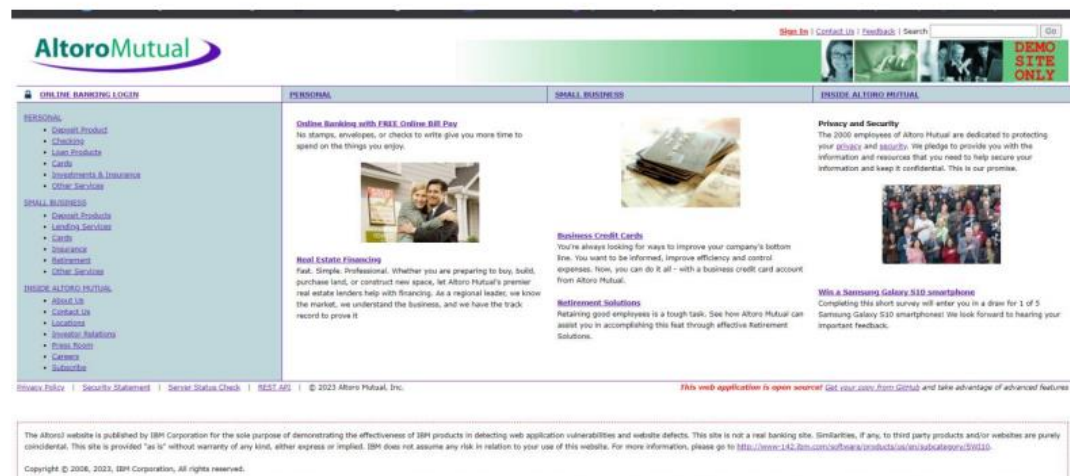 Sign In | Contact Us | Feedback | Search Go
AltoroMutual
DEMO
SITE
ONLY
ONLINE BANKING LOGIN
PERSONAL
SMALL BUSINESS
INSIDE ALTORO MUTUAL
PERSONAL
Deposit Product
Checking
Loan Products
Cards
Investments & Insurance
Other Services
SMALL BUSINESS
Deposit Products
Lending Services
Cards
Insurance
Retirement
Other Services
INSIDE ALTORO MUTUAL
About Us
Contact Us
Locations
Investor Relations
Press Room
Careers
Subscribe
Online Banking with FREE Online Bill Pay
No stamps, envelopes, or checks to write give you more time to
spend on the things you enjoy.
Real Estate Financing
Fast. Simple. Professional. Whether you are preparing to buy, build,
purchase land, or construct new space, let Altoro Mutual's premier
real estate lenders help with financing. As a regional leader, we know
the market, we understand the business, and we have the track
record to prove it
Business Credit Cards
You're always looking for ways to improve your company's bottom
line. You want to be informed, improve efficiency and control
expenses. Now, you can do it all - with a business credit card account
from Altoro Mutual.
Retirement Solutions
Retaining good employees is a tough task. See how Altoro Mutual can
assist you in accomplishing this feat through effective Retirement
Solutions.
Privacy and Security
The 2000 employees of Altoro Mutual are dedicated to protecting
your privacy and security. We pledge to provide you with the
information and resources that you need to help secure your
information and keep it confidential. This is our promise.
Win a Samsung Galaxy S10 smartphone
Completing this short survey will enter you in a draw for 1 of 5
Samsung Galaxy S10 smartphones! We look forward to hearing your
important feedback.
Privacy Policy | Security Statement | Server Status Check | REST API | © 2023 Altoro Mutual, Inc.
This web application is open source! Get your copy from GitHub and take advantage of advanced features
The AltoroJ website is published by IBM Corporation for the sole purpose of demonstrating the effectiveness of IBM products in detecting web application vulnerabilities and website defects. This site is not a real banking site. Similarities, if any, to third party products and/or websites are purely
coincidental. This site is provided "as is" without warranty of any kind, either express or implied. IBM does not assume any risk in relation to your use of this website. For more information, please go to http://www-142.ibm.com/software/products/us/en/subcategory/SWI10.
Copyright © 2008, 2023, IBM Corporation, All rights reserved.